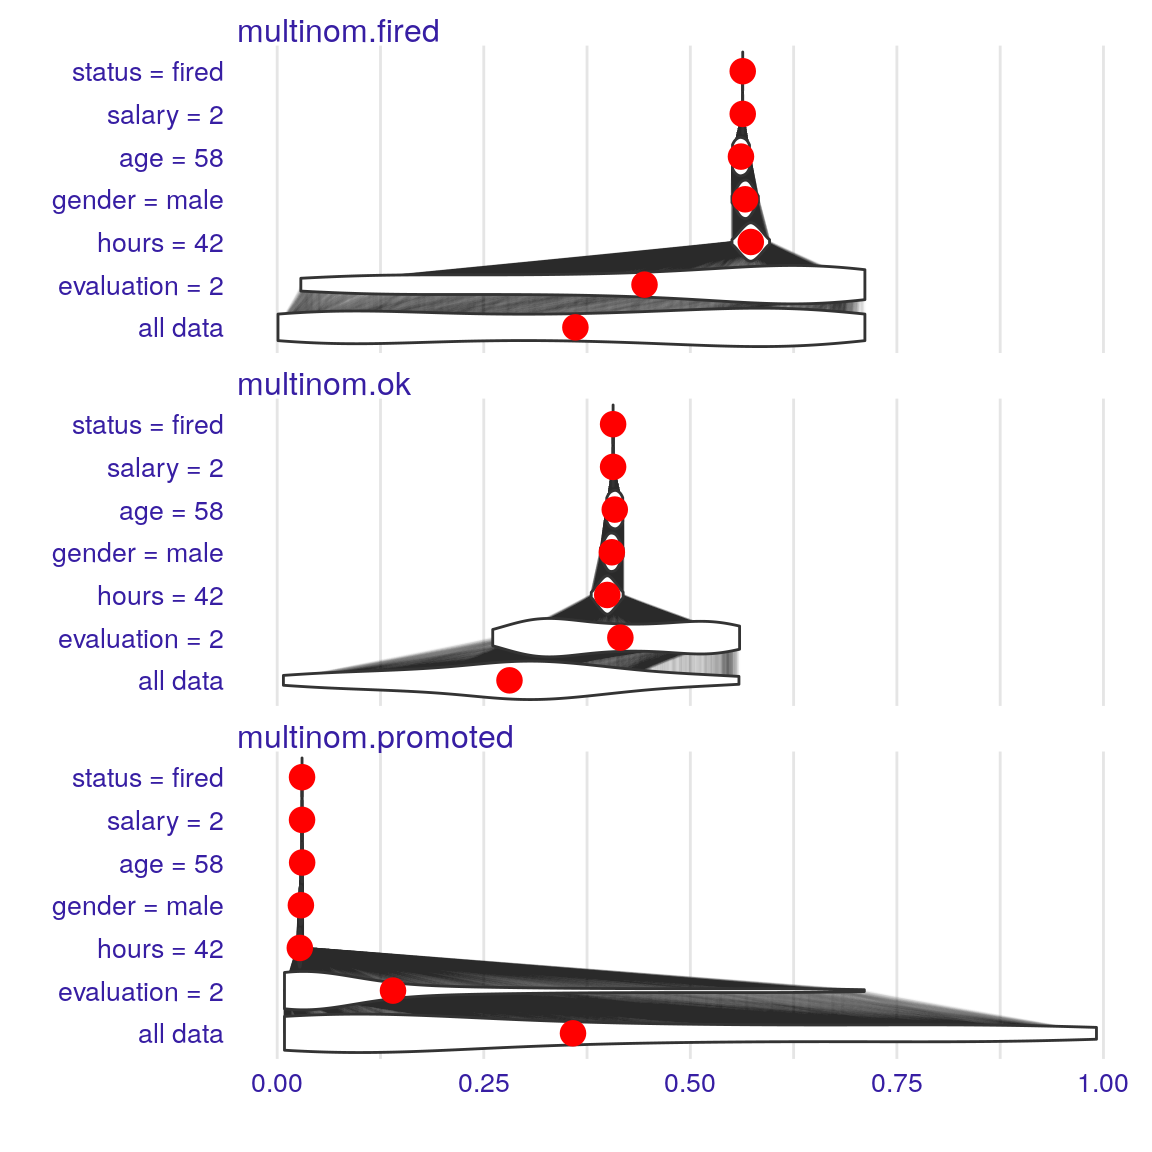 multinom.fired
status = fired
salary = 2
age = 58
gender = male
hours = 42
evaluation = 2
all data
multinom.ok
status = fired
salary = 2
age = 58
gender = male
hours = 42
evaluation = 2
all data
multinom.promoted
status = fired
salary = 2
age = 58
gender = male
hours = 42
evaluation = 2
all data
0.00 0.25 0.50 0.75 1.00